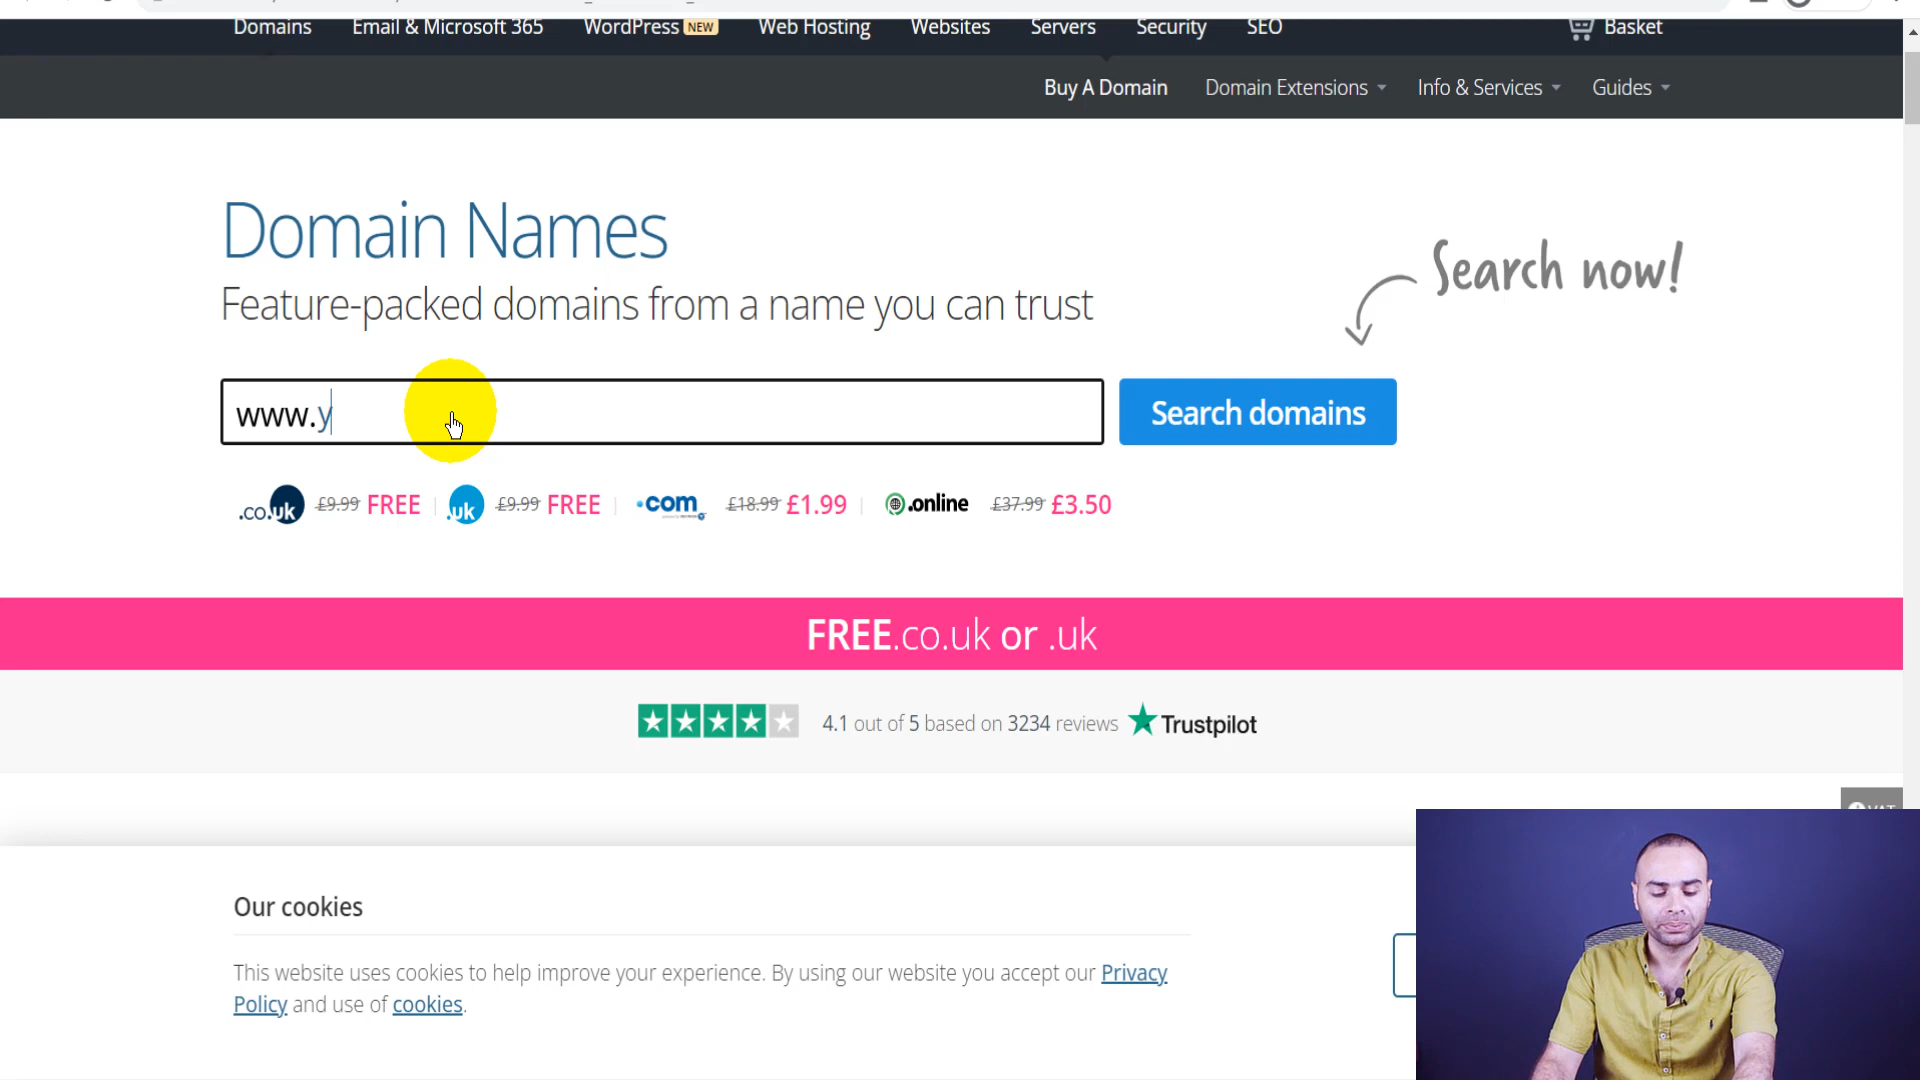 Domains Email & Microsoft 365 WordPress NEW Web Hosting Websites Servers Security SEO Basket
Buy A Domain Domain Extensions Info & Services Guides
Domain Names
Search now!
Feature-packed domains from a name you can trust
www.y
Search domains
.co.uk £9.99 FREE .uk £9.99 FREE .com £18.99 £1.99 .online £37.99 £3.50
FREE.co.uk or .uk
4.1 out of 5 based on 3234 reviews Trustpilot
Our cookies
This website uses cookies to help improve your experience. By using our website you accept our Privacy
Policy and use of cookies.